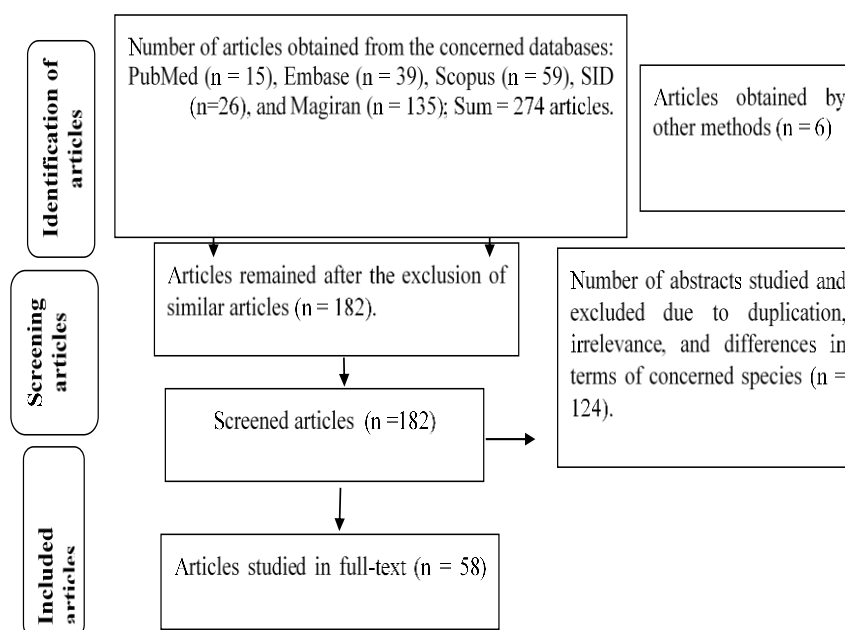 Identification of
articles
Number of articles obtained from the concerned databases:
PubMed (n = 15), Embase (n = 39), Scopus (n = 59), SID
(n=26), and Magiran (n = 135); Sum = 274 articles.
Articles obtained by
other methods (n = 6)
Screening
articles
Articles remained after the exclusion of
similar articles (n = 182).
Number of abstracts studied and
excluded due to duplication,
irrelevance, and differences in
terms of concerned species (n =
124).
Screened articles (n =182)
Included
articles
Articles studied in full-text (n = 58)